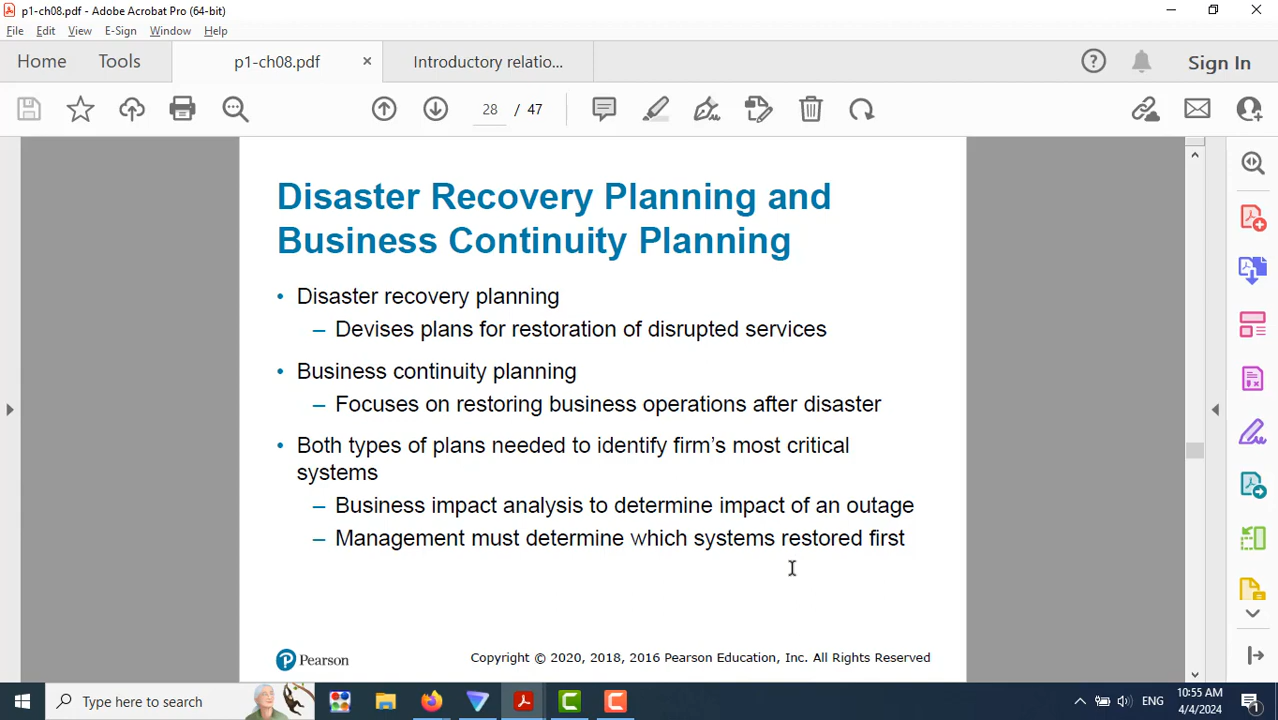 p1-ch08.pdf - Adobe Acrobat Pro (64-bit)
File Edit View E-Sign Window Help
Home Tools p1-ch08.pdf × Introductory relatio... Sign In
28 / 47
Disaster Recovery Planning and
Business Continuity Planning
• Disaster recovery planning
– Devises plans for restoration of disrupted services
• Business continuity planning
– Focuses on restoring business operations after disaster
• Both types of plans needed to identify firm's most critical
systems
– Business impact analysis to determine impact of an outage
– Management must determine which systems restored first
Pearson
Copyright © 2020, 2018, 2016 Pearson Education, Inc. All Rights Reserved
Type here to search
ENG
10:55 AM
4/4/2024
1